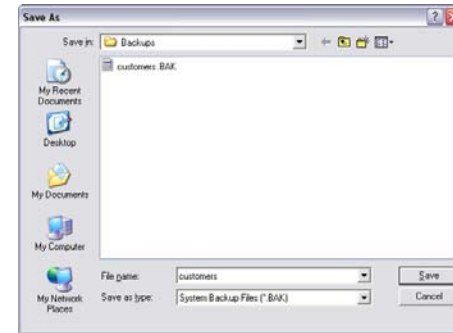 Save As
Save in: Backups
customers.BAK
My Recent
Documents
Desktop
My Documents
My Computer
My Network
Places
File name: customers
Save
Save as type: System Backup Files (*.BAK)
Cancel